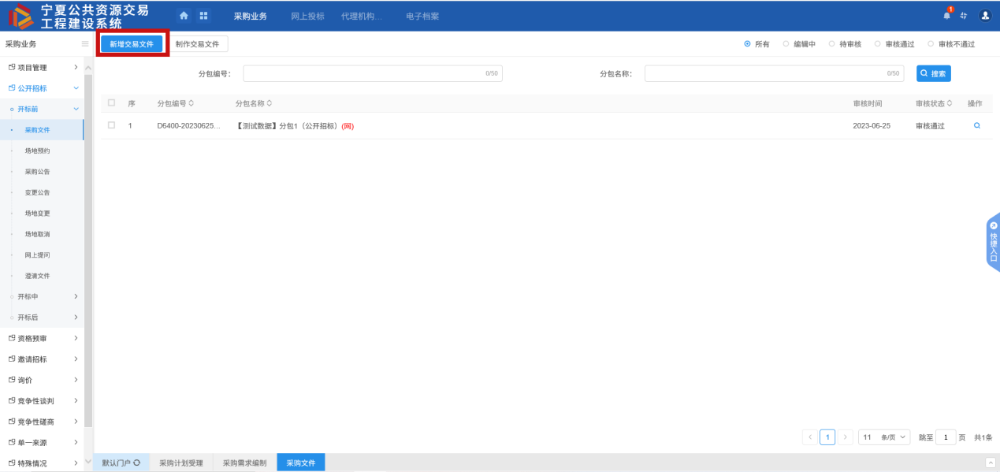 宁夏公共资源交易
工程建设系统
采购业务 网上投标 代理机构... 电子档案
1
采购业务
新增交易文件 制作交易文件
所有 编辑中 待审核 审核通过 审核不通过
项目管理
公开招标
开标前
采购文件
场地预约
采购公告
变更公告
场地变更
场地取消
网上提问
澄清文件
开标中
开标后
资格预审
邀请招标
询价
竞争性谈判
竞争性磋商
单一来源
特殊情况
分包编号： 0/50 分包名称： 0/50 搜索
序 分包编号 分包名称 审核时间 审核状态 操作
1 D6400-20230625... 【测试数据】分包1（公开招标）(网) 2023-06-25 审核通过
快捷入口
1 11 条/页 跳至 1 页 共1条
默认门户 采购计划受理 采购需求编制 采购文件